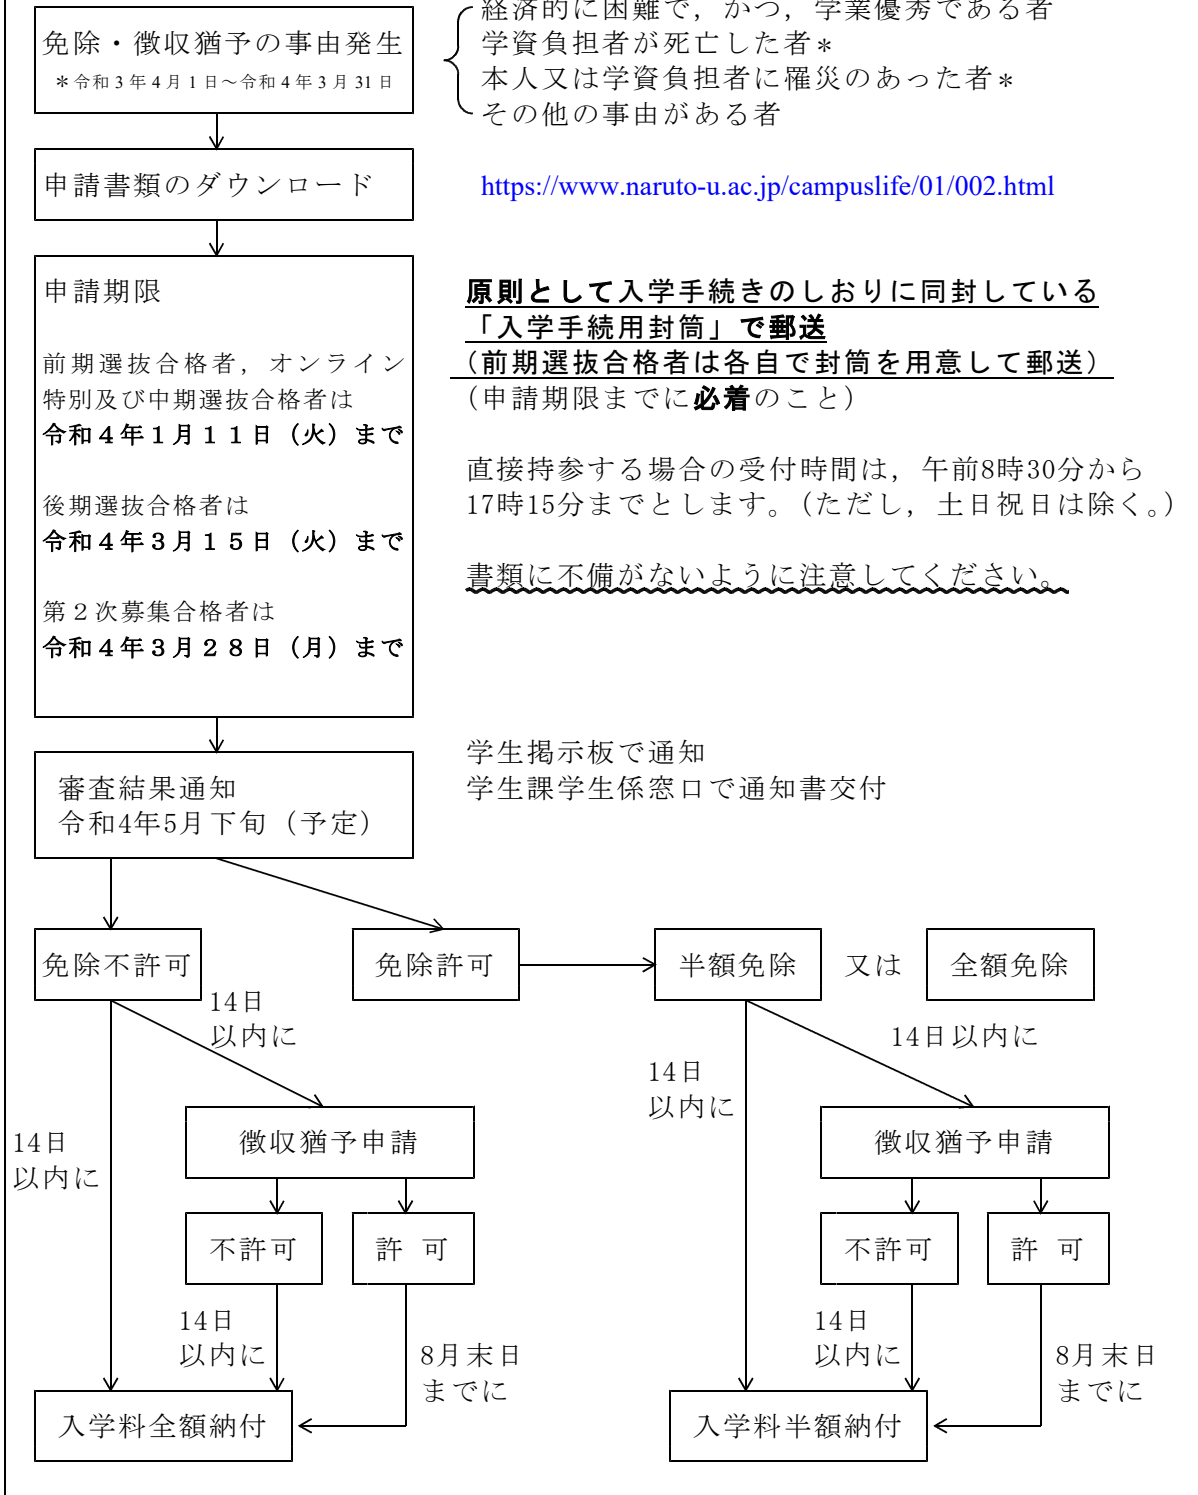 経済的に困難で，かつ，学業優秀である者
免除・徴収猶予の事由発生
学資負担者が死亡した者＊
＊令和3年4月1日～令和4年3月31日
本人又は学資負担者に罹災のあった者＊
その他の事由がある者
申請書類のダウンロード
https://www.naruto-u.ac.jp/campuslife/01/002.html
申請期限
前期選抜合格者，オンライン
特別及び中期選抜合格者は
令和４年１月１１日（火）まで
後期選抜合格者は
令和４年３月１５日（火）まで
第２次募集合格者は
令和４年３月２８日（月）まで
原則として入学手続きのしおりに同封している
「入学手続用封筒」で郵送
（前期選抜合格者は各自で封筒を用意して郵送）
（申請期限までに必着のこと）
直接持参する場合の受付時間は，午前8時30分から
17時15分までとします。（ただし，土日祝日は除く。）
書類に不備がないように注意してください。
審査結果通知
令和4年5月下旬（予定）
学生掲示板で通知
学生課学生係窓口で通知書交付
免除不許可
免除許可
半額免除
又は
全額免除
14日
以内に
14日以内に
14日
以内に
14日
以内に
徴収猶予申請
徴収猶予申請
不許可
許 可
不許可
許 可
14日
以内に
8月末日
までに
14日
以内に
8月末日
までに
入学料全額納付
入学料半額納付